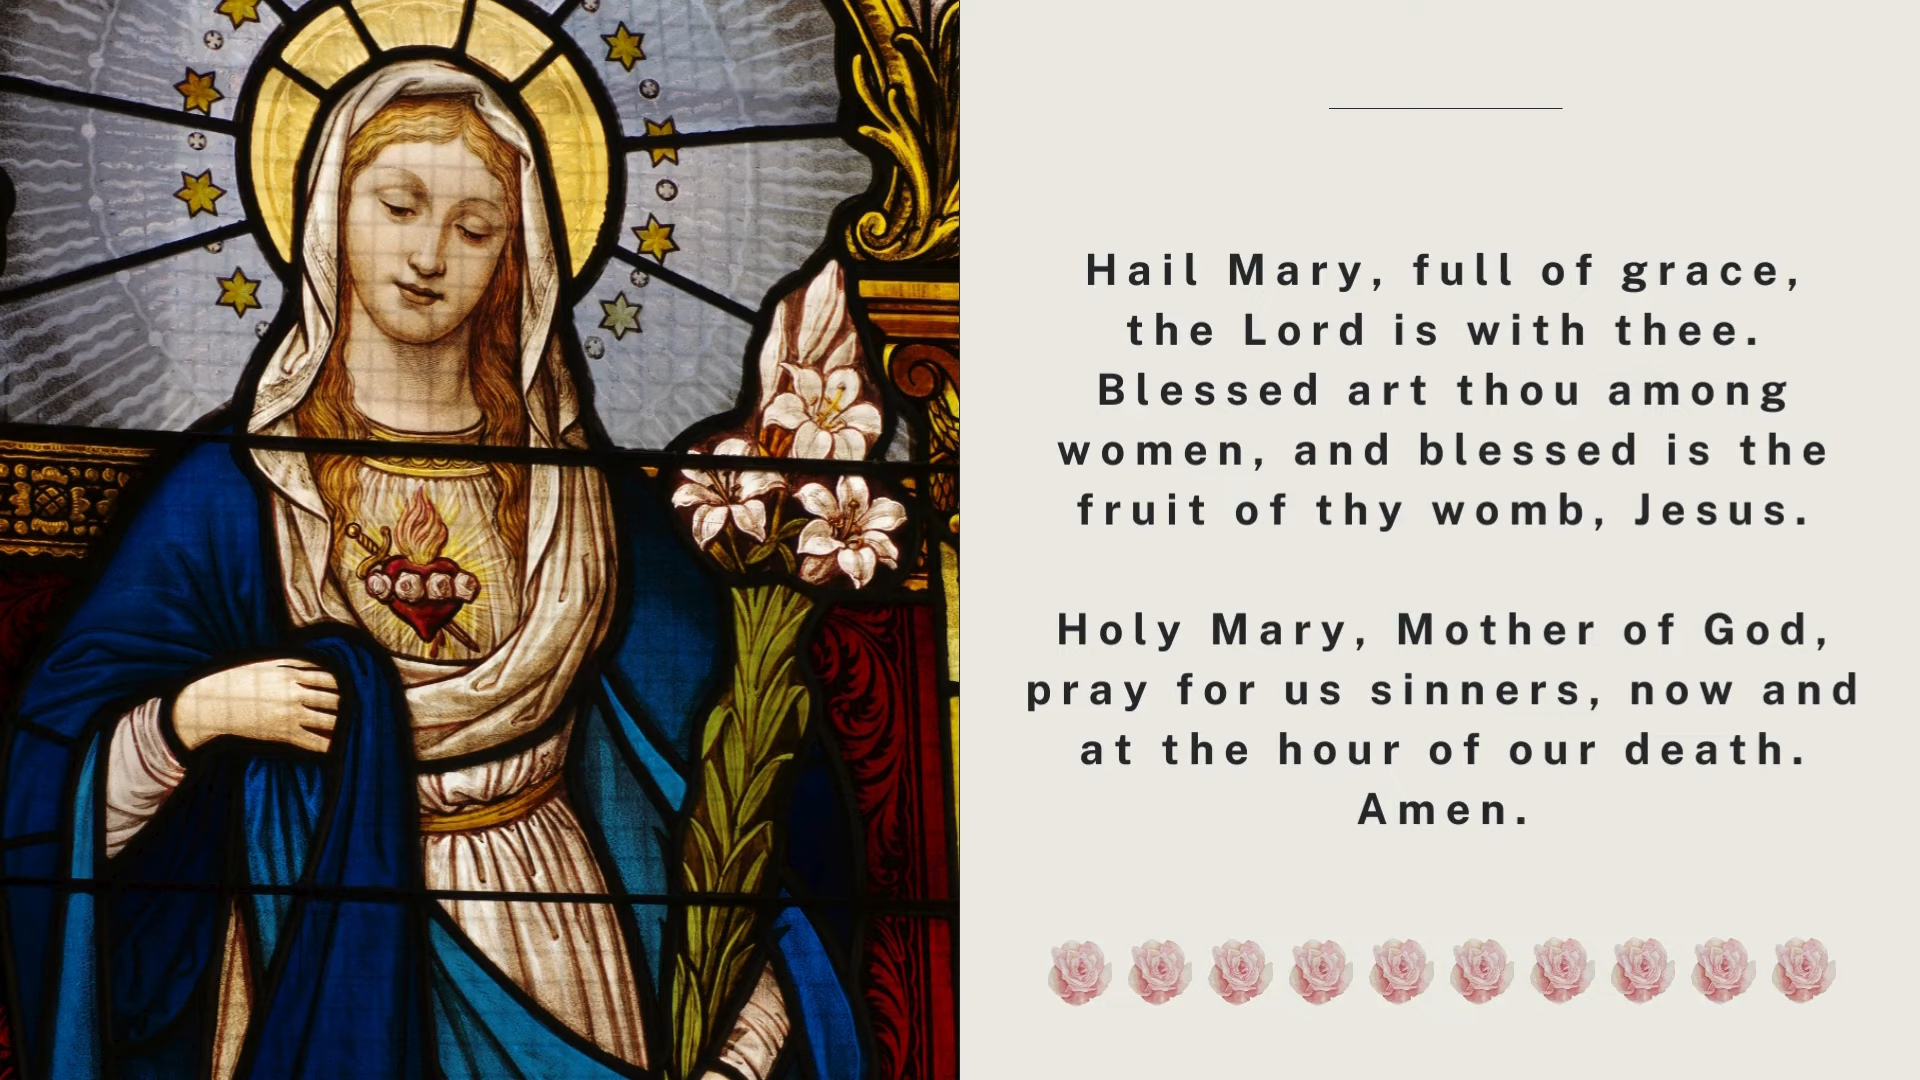 Hail Mary, full of grace,
the Lord is with thee.
Blessed art thou among
women, and blessed is the
fruit of thy womb, Jesus.
Holy Mary, Mother of God,
pray for us sinners, now and
at the hour of our death.
Amen.